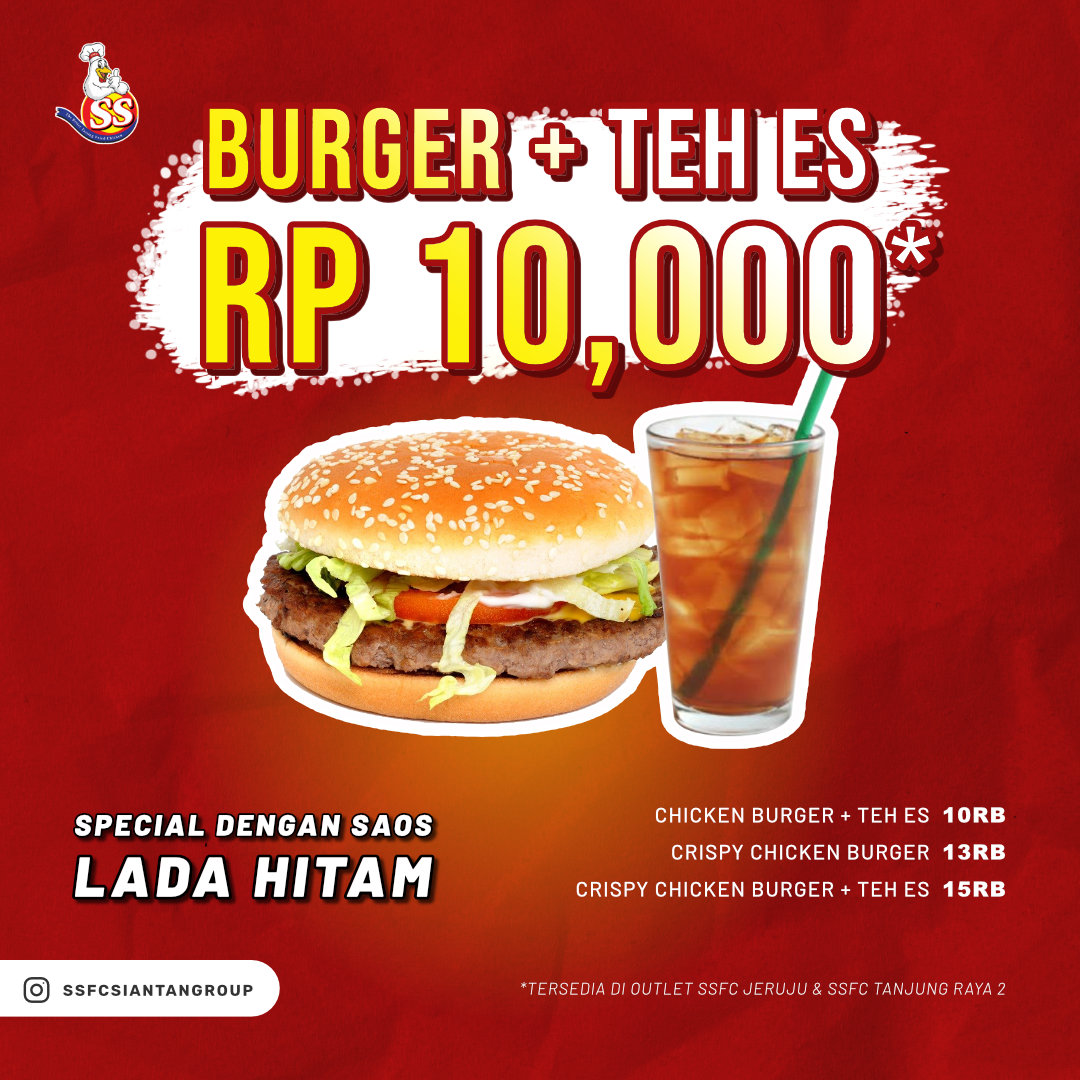 SS
BURGER + TEH ES
RP 10,000*
SPECIAL DENGAN SAOS
LADA HITAM
CHICKEN BURGER + TEH ES 10RB
CRISPY CHICKEN BURGER 13RB
CRISPY CHICKEN BURGER + TEH ES 15RB
SSFCSIANTANGROUP
*TERSEDIA DI OUTLET SSFC JERUJU & SSFC TANJUNG RAYA 2